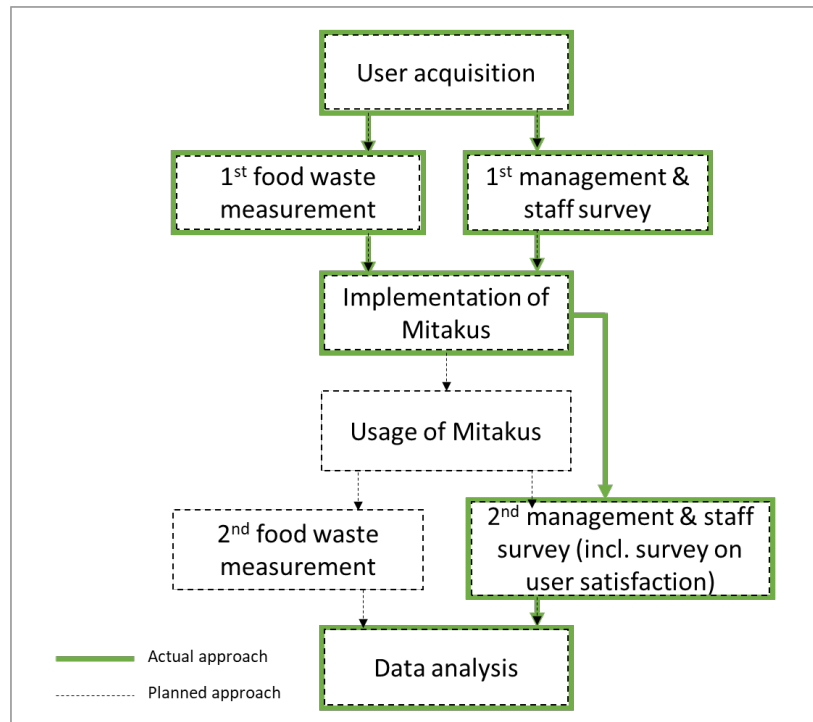 User acquisition
1st food waste
measurement
1st management &
staff survey
Implementation of
Mitakus
Usage of Mitakus
2nd food waste
measurement
2nd management & staff
survey (incl. survey on
user satisfaction)
Data analysis
Actual approach
Planned approach